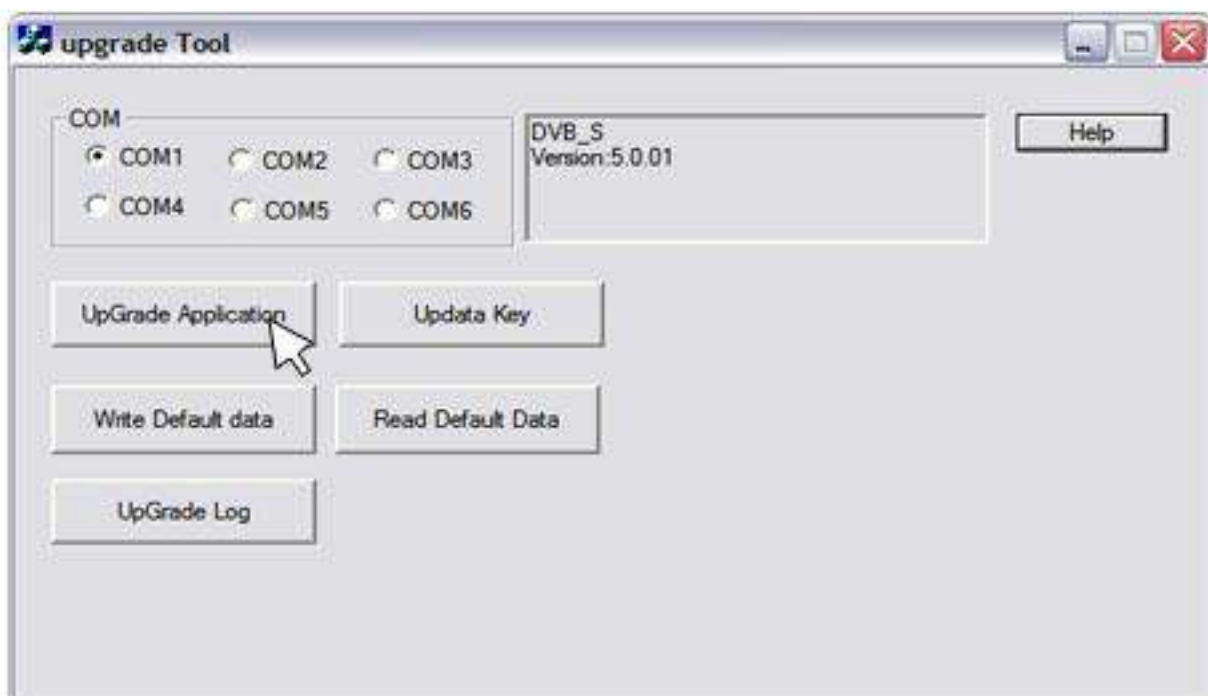 upgrade Tool
COM
COM1 COM2 COM3
COM4 COM5 COM6
DVB_S
Version:5.0.01
Help
UpGrade Application
Updata Key
Write Default data
Read Default Data
UpGrade Log